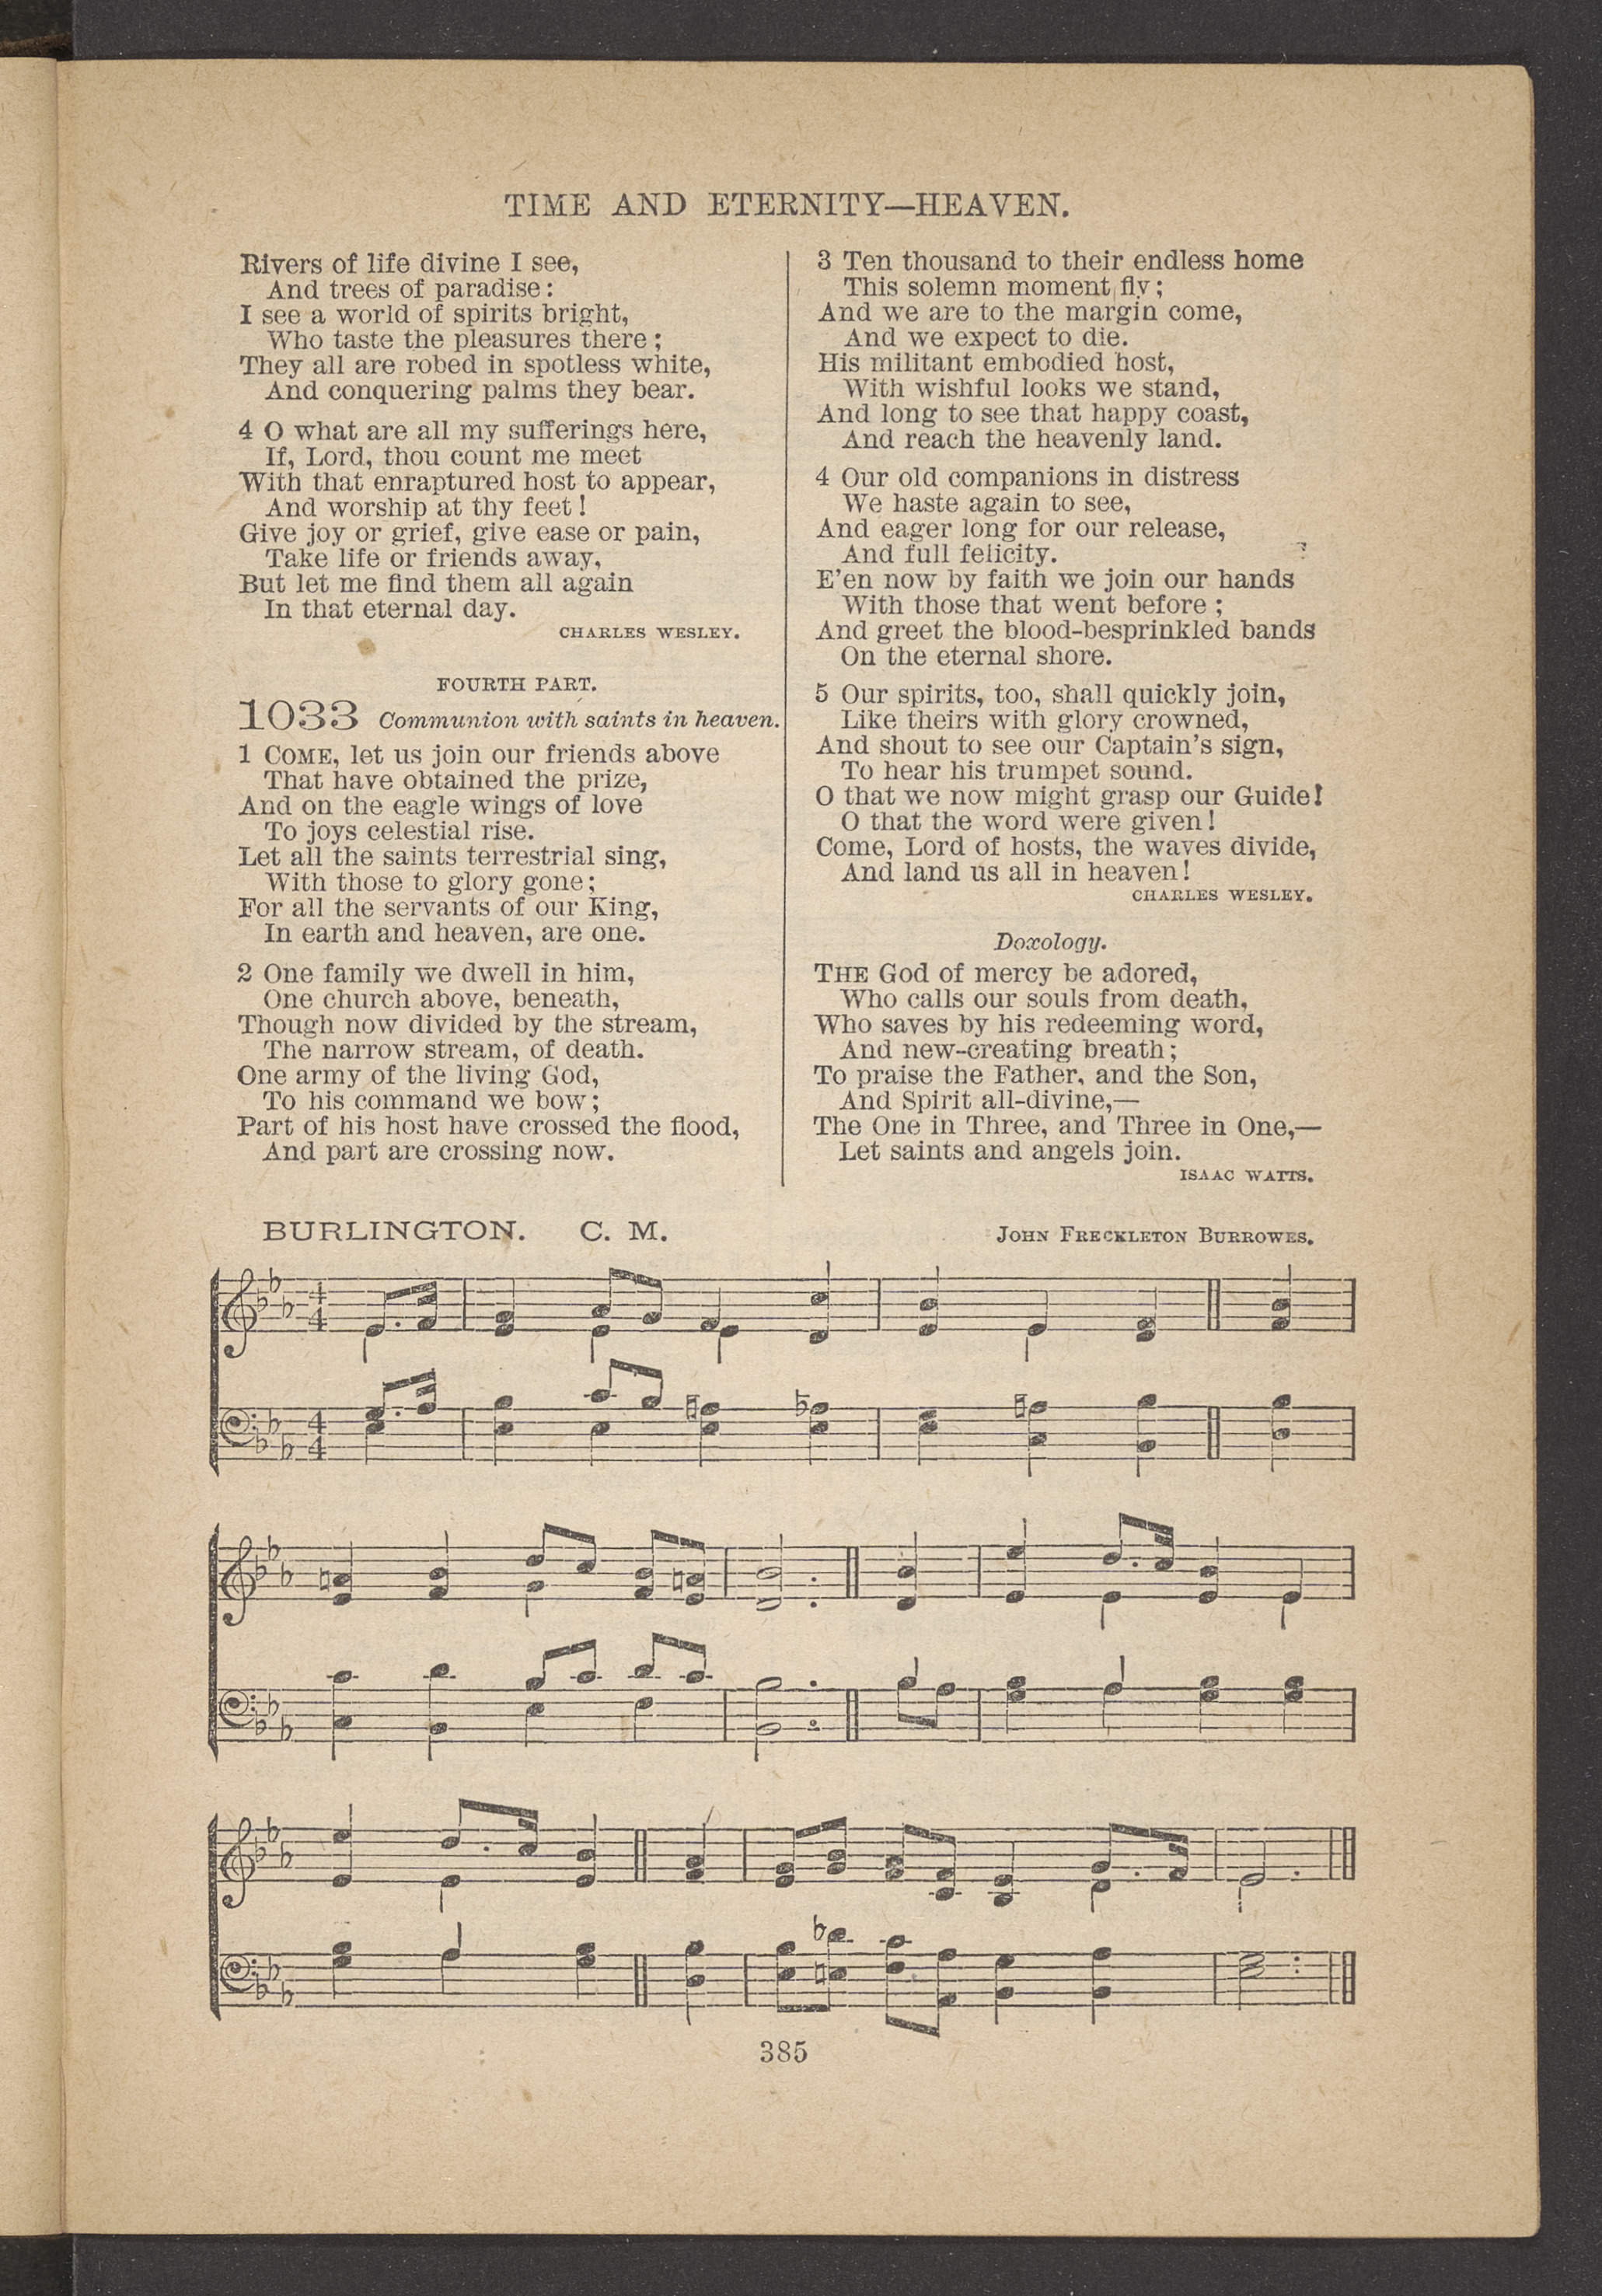 TIME AND ETERNITY—HEAVEN.
Rivers of life divine I see,
And trees of paradise:
I see a world of spirits bright,
Who taste the pleasures there;
They all are robed in spotless white,
And conquering palms they bear.
4 O what are all my sufferings here,
If, Lord, thou count me meet
With that enraptured host to appear,
And worship at thy feet!
Give joy or grief, give ease or pain,
Take life or friends away,
But let me find them all again
In that eternal day.
CHARLES WESLEY.
FOURTH PART.
1033 Communion with saints in heaven.
1 COME, let us join our friends above
That have obtained the prize,
And on the eagle wings of love
To joys celestial rise.
Let all the saints terrestrial sing,
With those to glory gone;
For all the servants of our King,
In earth and heaven, are one.
2 One family we dwell in him,
One church above, beneath,
Though now divided by the stream,
The narrow stream, of death.
One army of the living God,
To his command we bow;
Part of his host have crossed the flood,
And part are crossing now.
3 Ten thousand to their endless home
This solemn moment fly;
And we are to the margin come,
And we expect to die.
His militant embodied host,
With wishful looks we stand,
And long to see that happy coast,
And reach the heavenly land.
4 Our old companions in distress
We haste again to see,
And eager long for our release,
And full felicity.
E'en now by faith we join our hands
With those that went before;
And greet the blood-besprinkled bands
On the eternal shore.
5 Our spirits, too, shall quickly join,
Like theirs with glory crowned,
And shout to see our Captain's sign,
To hear his trumpet sound.
O that we now might grasp our Guide!
O that the word were given!
Come, Lord of hosts, the waves divide,
And land us all in heaven!
CHARLES WESLEY.
Doxology.
THE God of mercy be adored,
Who calls our souls from death,
Who saves by his redeeming word,
And new-creating breath;
To praise the Father, and the Son,
And Spirit all-divine,—
The One in Three, and Three in One,—
Let saints and angels join.
ISAAC WATTS.
BURLINGTON. C. M.
JOHN FRECKLETON BURROWES.
4
4
4
4
385